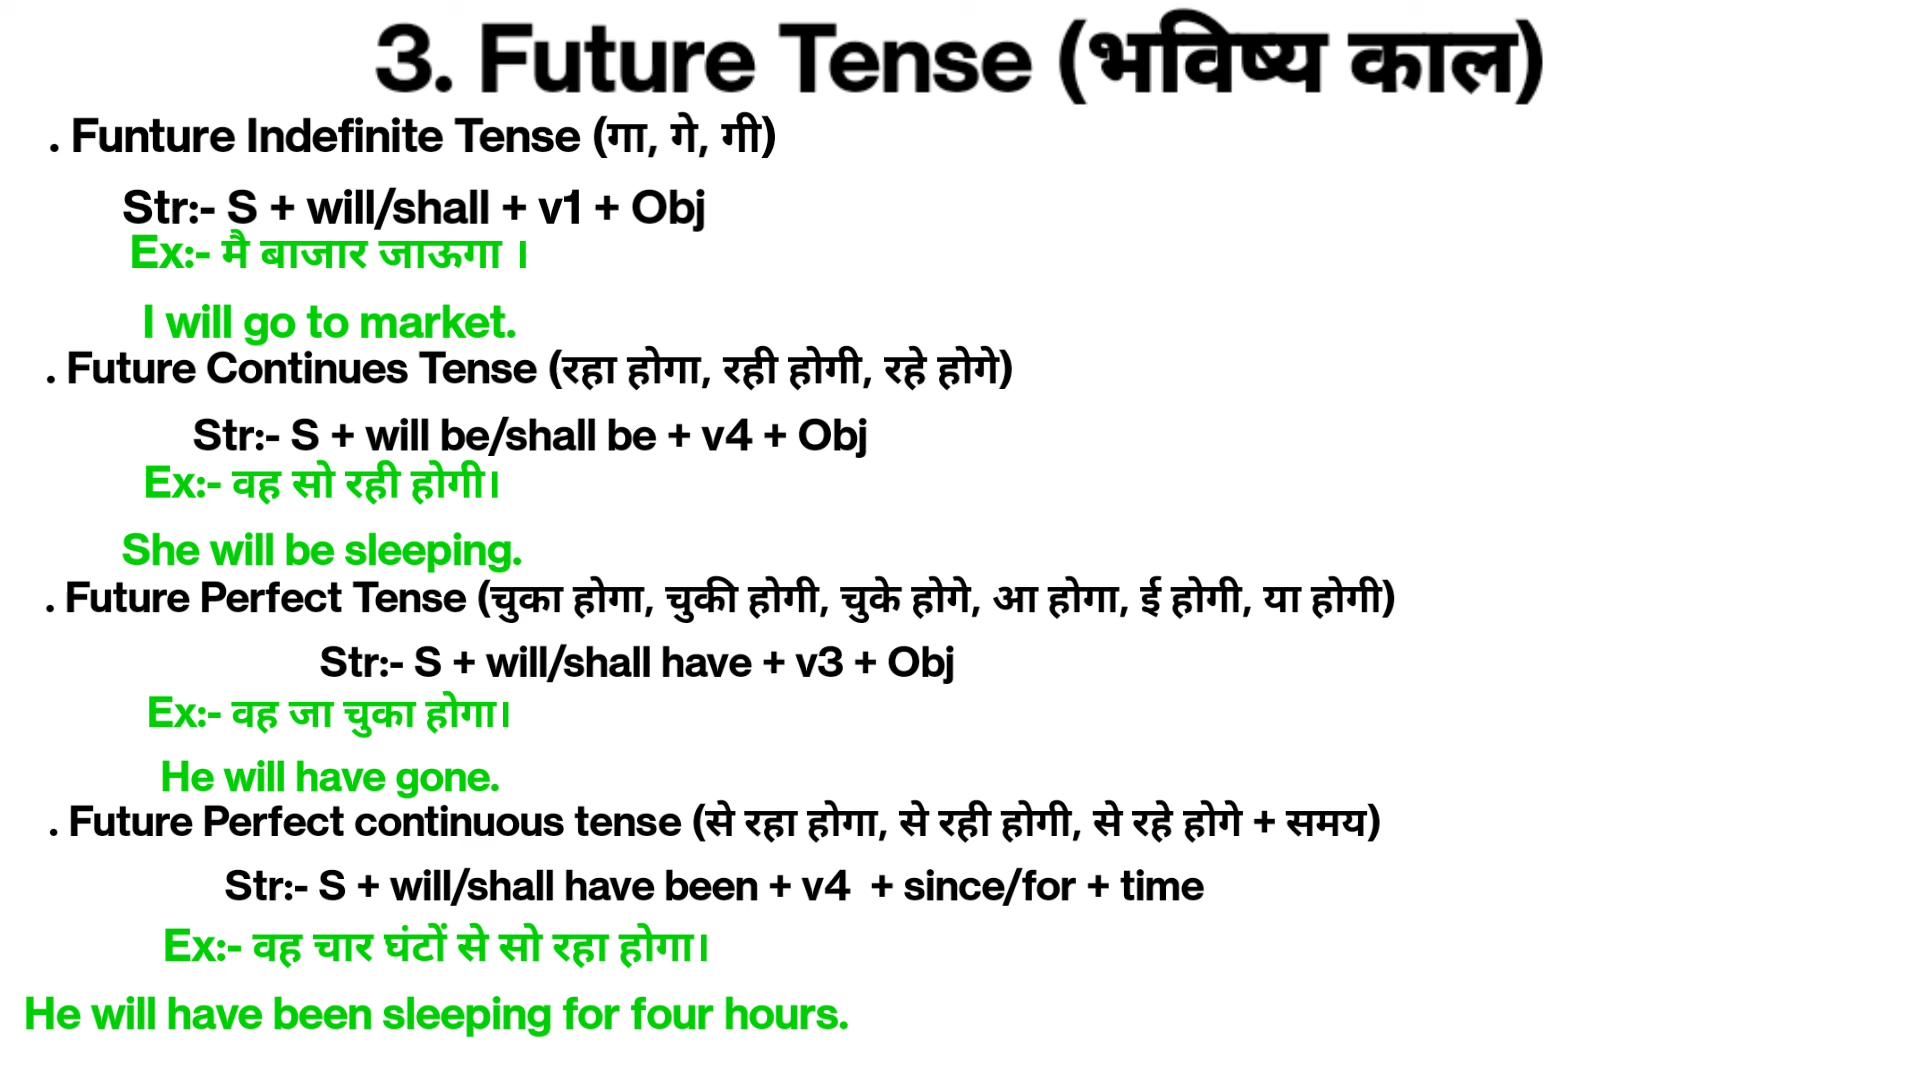 3. Future Tense (भविष्य काल)
. Funture Indefinite Tense (गा, गे, गी)
Str:- S + will/shall + v1 + Obj
Ex:- मै बाजार जाऊगा ।
I will go to market.
. Future Continues Tense (रहा होगा, रही होगी, रहे होगे)
Str:- S + will be/shall be + v4 + Obj
Ex:- वह सो रही होगी।
She will be sleeping.
. Future Perfect Tense (चुका होगा, चुकी होगी, चुके होगे, आ होगा, ई होगी, या होगी)
Str:- S + will/shall have + v3 + Obj
Ex:- वह जा चुका होगा।
He will have gone.
. Future Perfect continuous tense (से रहा होगा, से रही होगी, से रहे होगे + समय)
Str:- S + will/shall have been + v4 + since/for + time
Ex:- वह चार घंटों से सो रहा होगा।
He will have been sleeping for four hours.